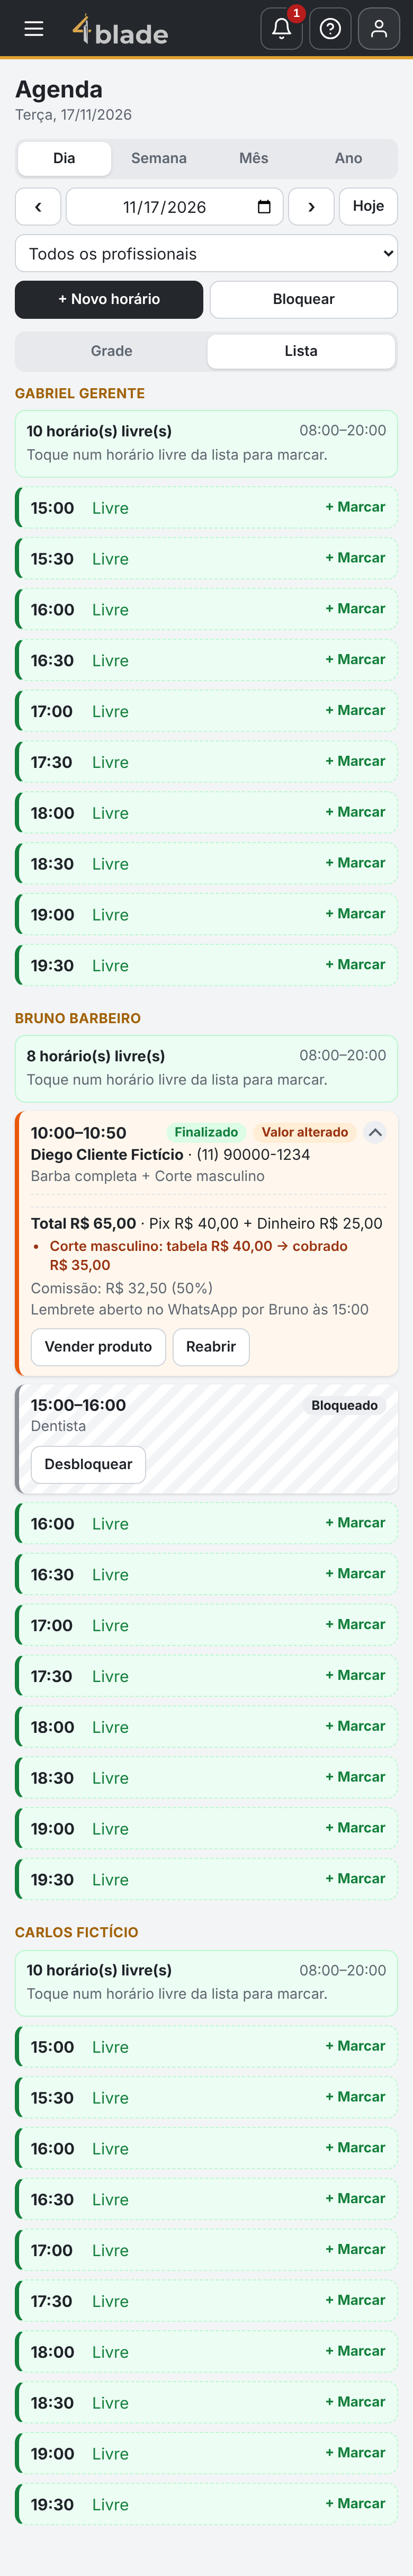 4blade
1
Agenda
Terça, 17/11/2026
Dia Semana Mês Ano
‹ 11/17/2026 › Hoje
Todos os profissionais
+ Novo horário Bloquear
Grade Lista
GABRIEL GERENTE
10 horário(s) livre(s) 08:00–20:00
Toque num horário livre da lista para marcar.
15:00 Livre + Marcar
15:30 Livre + Marcar
16:00 Livre + Marcar
16:30 Livre + Marcar
17:00 Livre + Marcar
17:30 Livre + Marcar
18:00 Livre + Marcar
18:30 Livre + Marcar
19:00 Livre + Marcar
19:30 Livre + Marcar
BRUNO BARBEIRO
8 horário(s) livre(s) 08:00–20:00
Toque num horário livre da lista para marcar.
10:00–10:50 Finalizado Valor alterado
Diego Cliente Fictício · (11) 90000-1234
Barba completa + Corte masculino
Total R$ 65,00 · Pix R$ 40,00 + Dinheiro R$ 25,00
• Corte masculino: tabela R$ 40,00 → cobrado
R$ 35,00
Comissão: R$ 32,50 (50%)
Lembrete aberto no WhatsApp por Bruno às 15:00
Vender produto Reabrir
15:00–16:00 Bloqueado
Dentista
Desbloquear
16:00 Livre + Marcar
16:30 Livre + Marcar
17:00 Livre + Marcar
17:30 Livre + Marcar
18:00 Livre + Marcar
18:30 Livre + Marcar
19:00 Livre + Marcar
19:30 Livre + Marcar
CARLOS FICTÍCIO
10 horário(s) livre(s) 08:00–20:00
Toque num horário livre da lista para marcar.
15:00 Livre + Marcar
15:30 Livre + Marcar
16:00 Livre + Marcar
16:30 Livre + Marcar
17:00 Livre + Marcar
17:30 Livre + Marcar
18:00 Livre + Marcar
18:30 Livre + Marcar
19:00 Livre + Marcar
19:30 Livre + Marcar